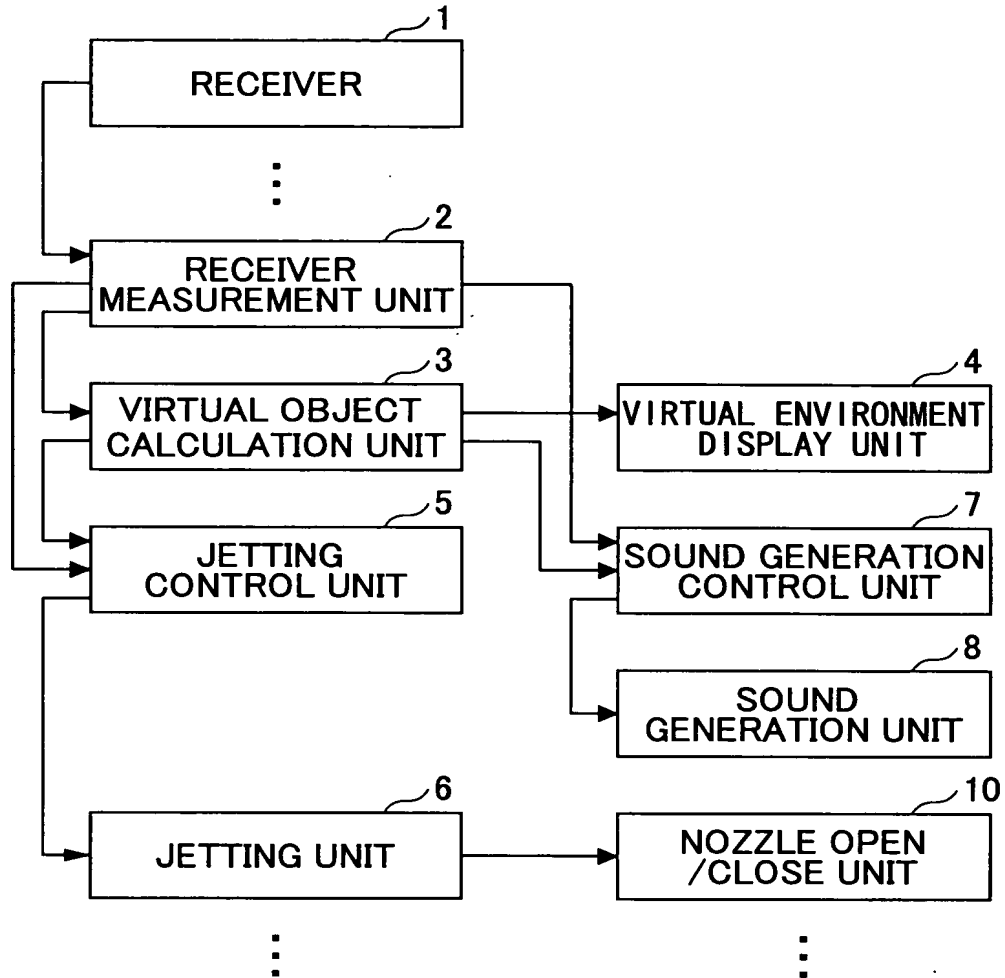 1
RECEIVER
2
RECEIVER
MEASUREMENT UNIT
3
VIRTUAL OBJECT
CALCULATION UNIT
4
VIRTUAL ENVIRONMENT
DISPLAY UNIT
5
JETTING
CONTROL UNIT
7
SOUND GENERATION
CONTROL UNIT
8
SOUND
GENERATION UNIT
6
JETTING UNIT
10
NOZZLE OPEN
/CLOSE UNIT